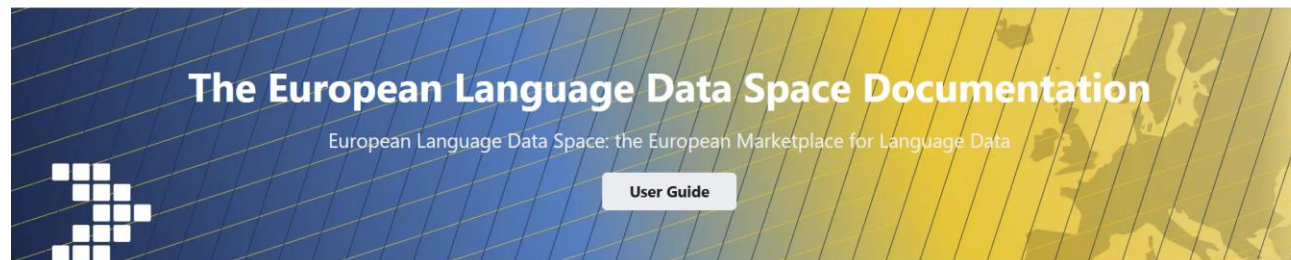 The European Language Data Space Documentation
European Language Data Space: the European Marketplace for Language Data
User Guide